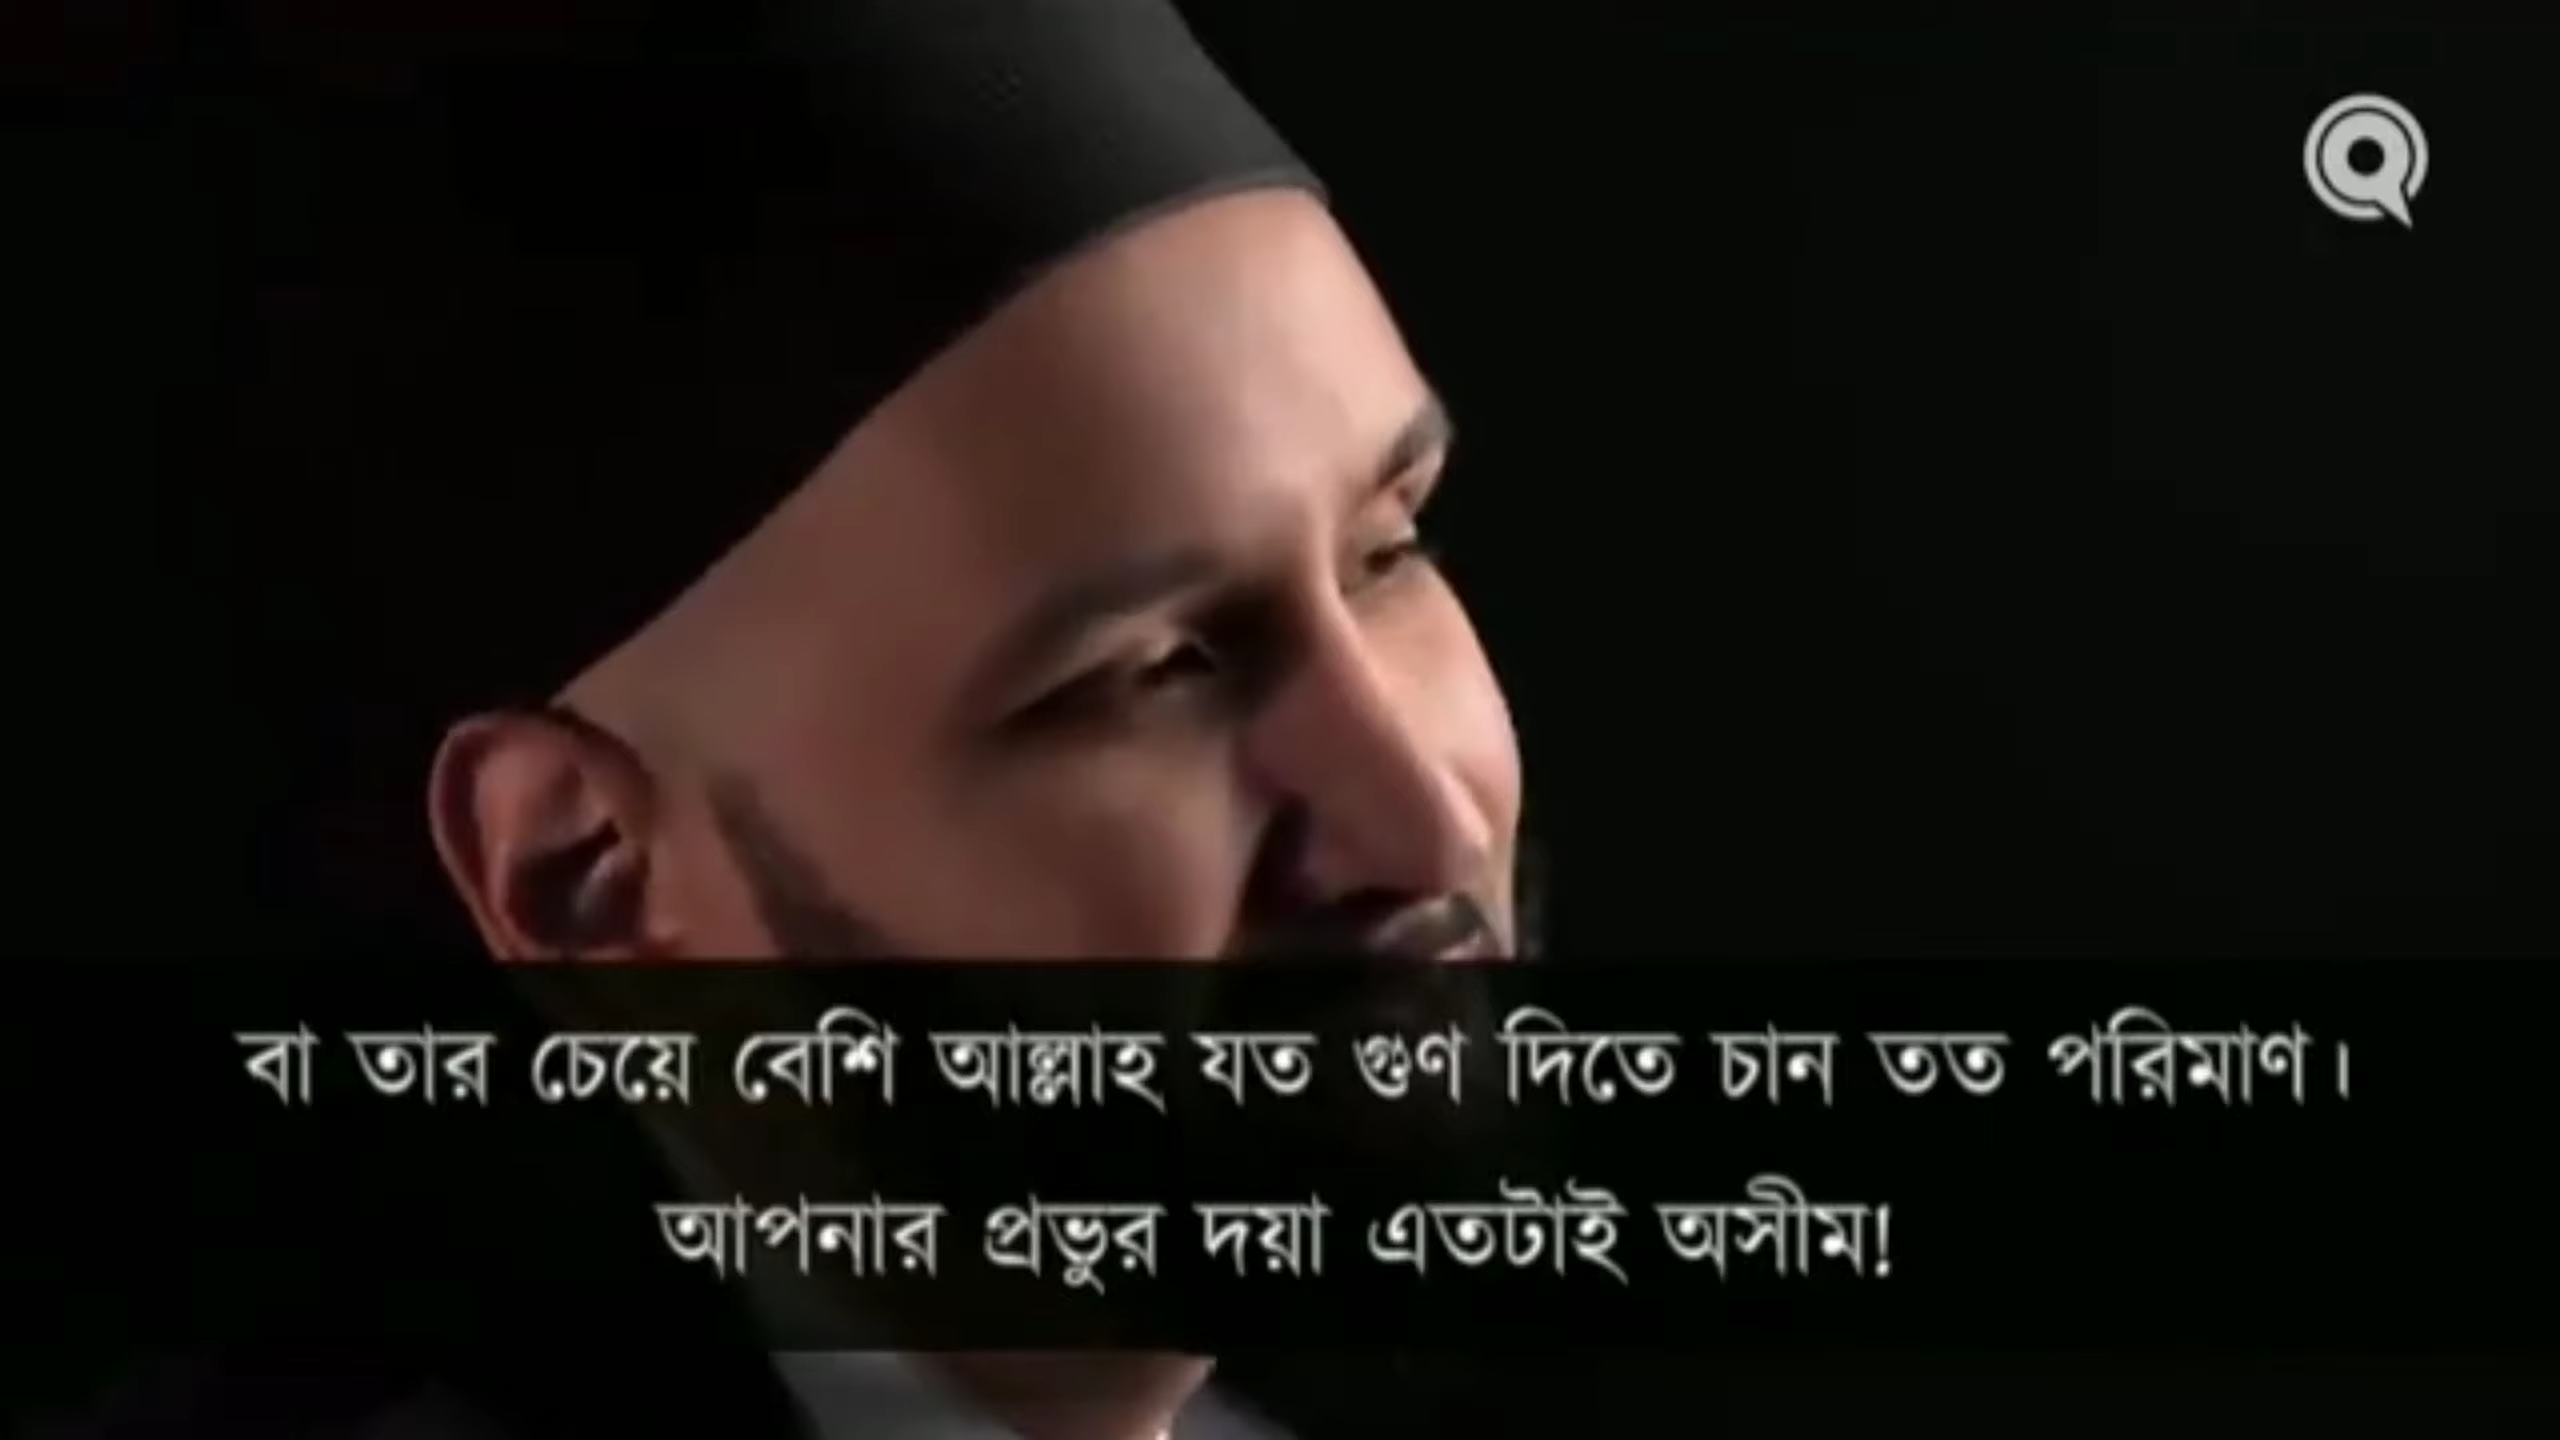 বা তার চেয়ে বেশি আল্লাহ যত গুণ দিতে চান তত পরিমাণ।
আপনার প্রভুর দয়া এতটাই অসীম!